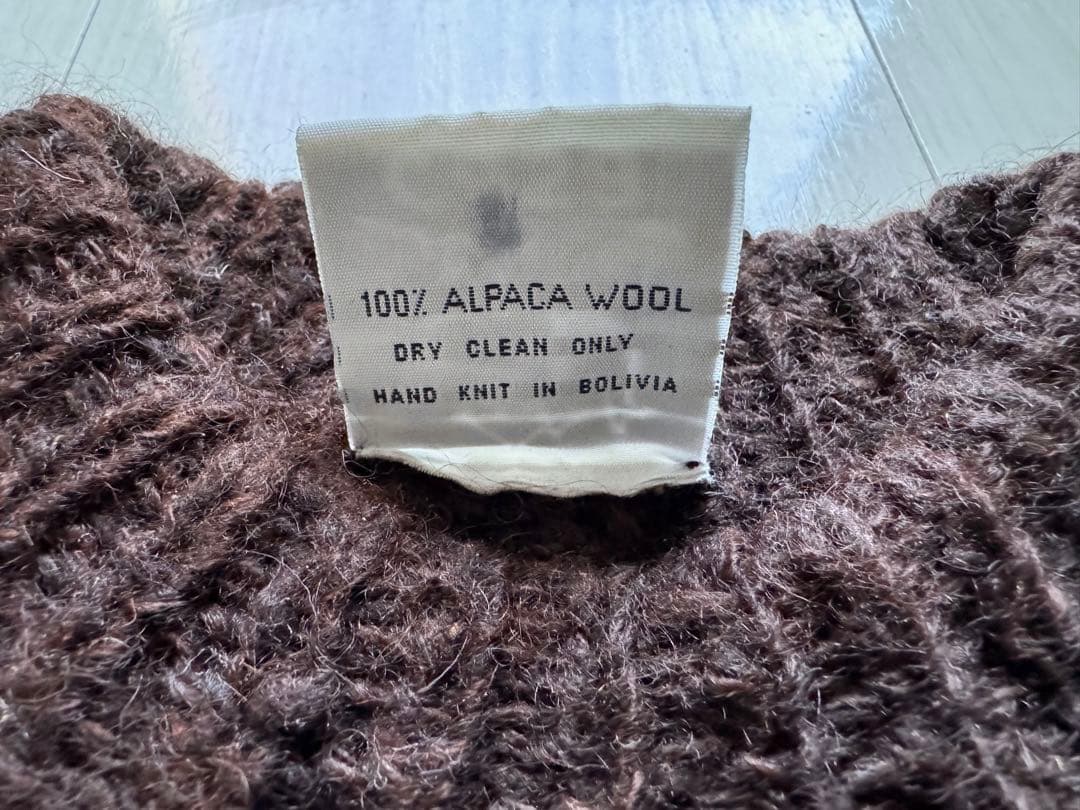 100% ALPACA WOOL
DRY CLEAN ONLY
HAND KNIT IN BOLIVIA